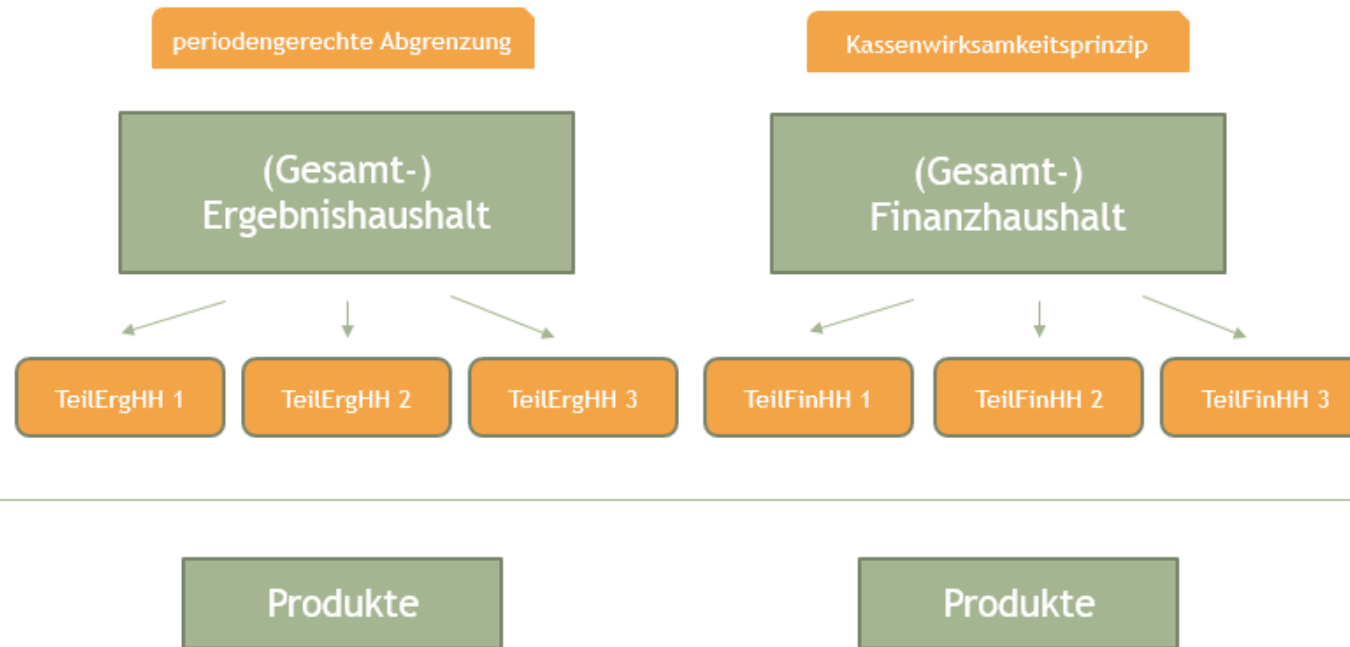 periodengerechte Abgrenzung
Kassenwirksamkeitsprinzip
(Gesamt-)
Ergebnishaushalt
(Gesamt-)
Finanzhaushalt
TeilErgHH 1
TeilErgHH 2
TeilErgHH 3
TeilFinHH 1
TeilFinHH 2
TeilFinHH 3
Produkte
Produkte